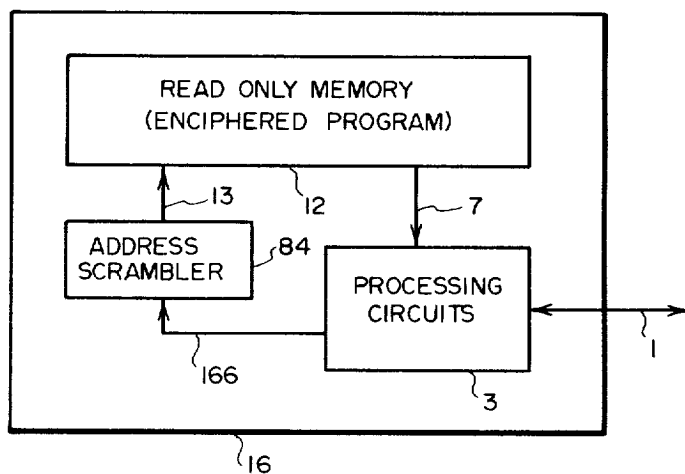 READ ONLY MEMORY
(ENCIPHERED PROGRAM)
13
12
7
ADDRESS
SCRAMBLER
84
PROCESSING
CIRCUITS
1
166
3
16